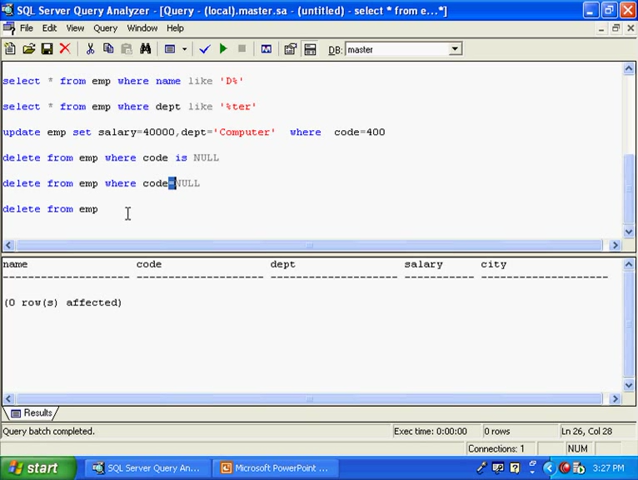 SQL Server Query Analyzer - [Query - (local).master.sa - (untitled) - select * from e...*]
File Edit Tools Query Window Help
DB: master
select * from emp where name like 'D%'
select * from emp where dept like '%ter'
update emp set salary=40000,dept='Computer' where code=400
delete from emp where code is NULL
delete from emp where code=NULL
delete from emp
name code dept salary city
(0 row(s) affected)
Results
Query batch completed. Exec time: 0:00:00 0 rows Ln 26, Col 28
Connections: 1 NUM
start SQL Server Query An... Microsoft PowerPoint ... 3:27 PM